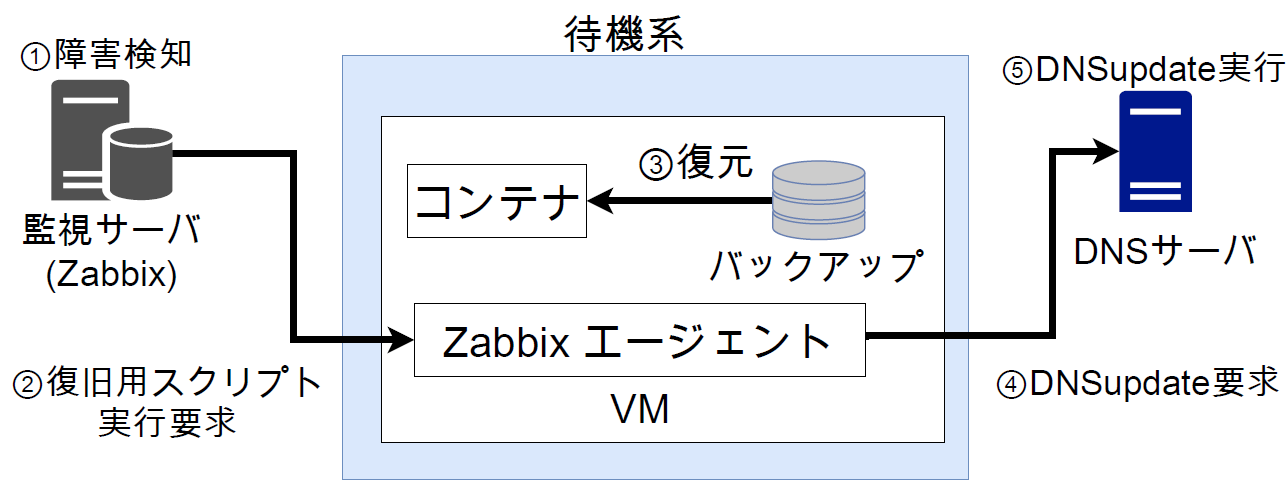 待機系
①障害検知
監視サーバ
(Zabbix)
②復旧用スクリプト
実行要求
コンテナ
③復元
バックアップ
Zabbix エージェント
VM
⑤DNSupdate実行
DNSサーバ
④DNSupdate要求